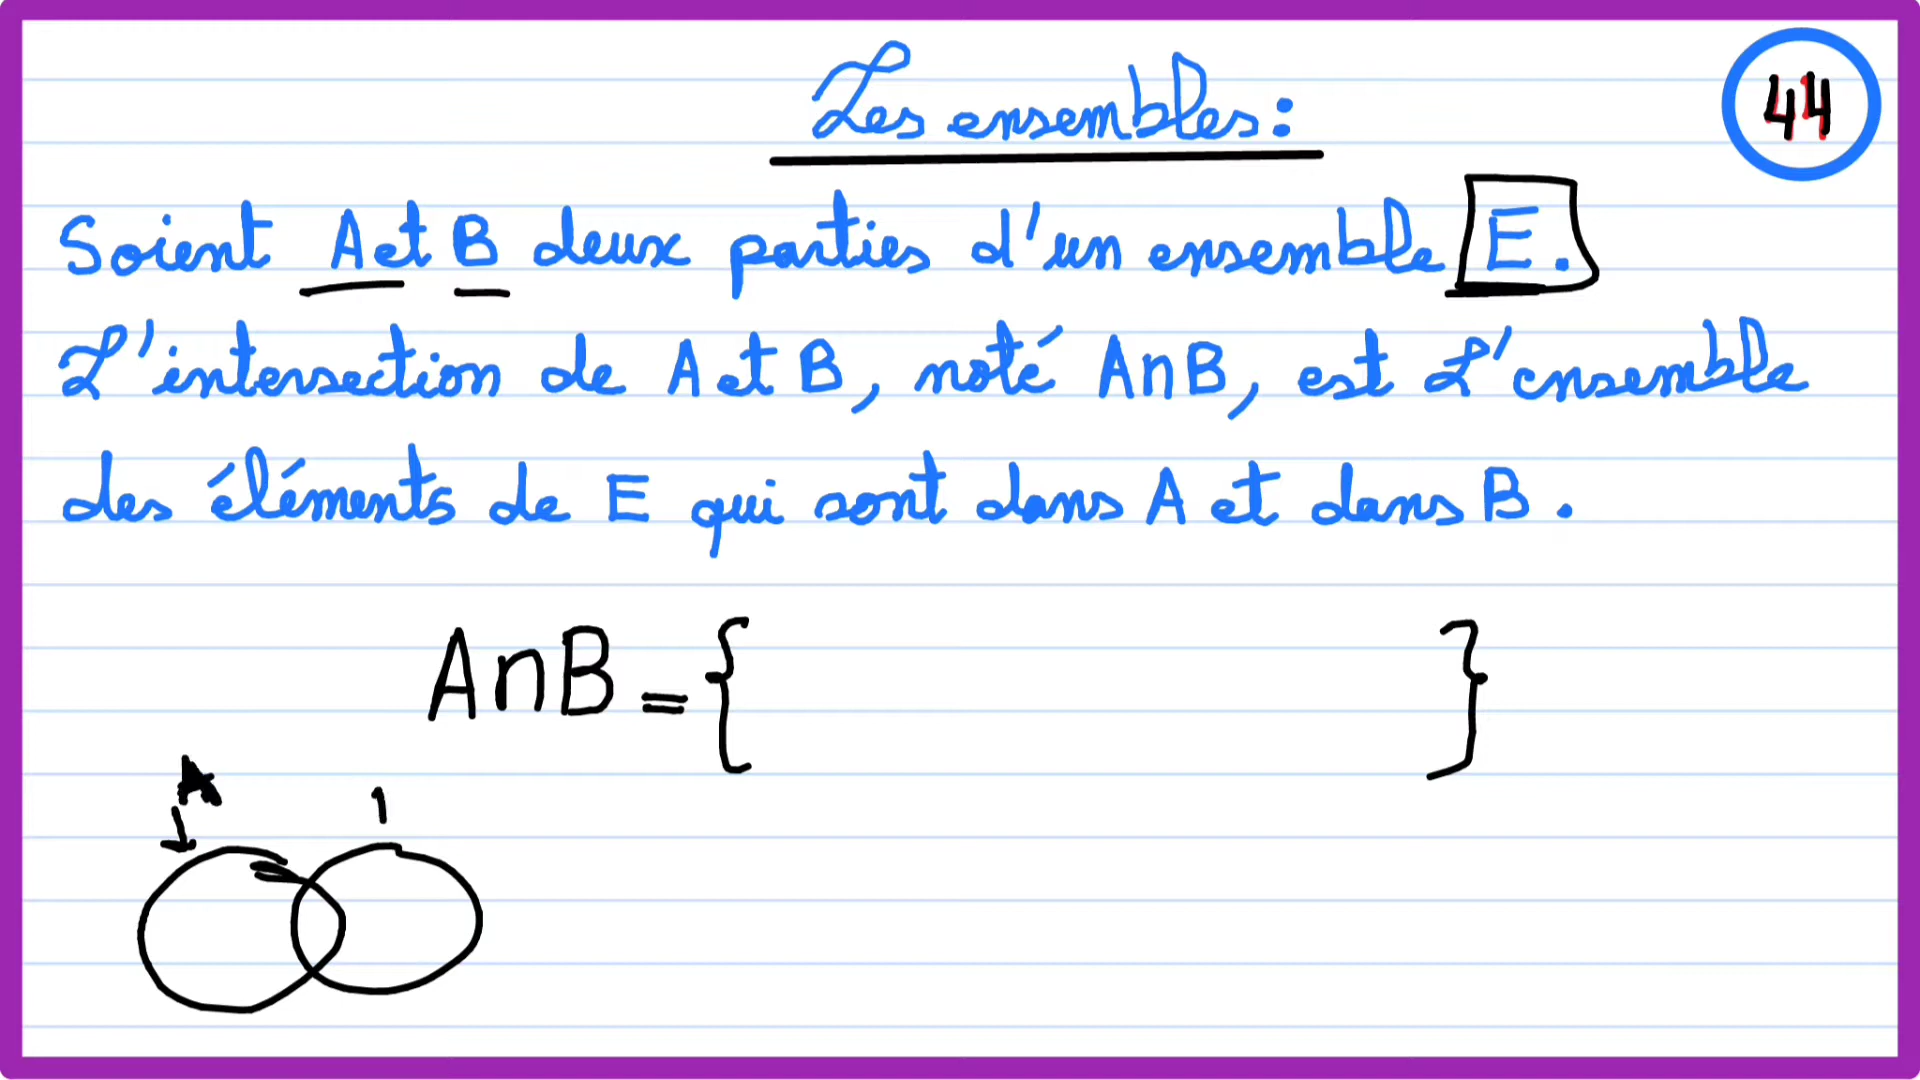 Les ensembles:
44
Soient A et B deux parties d'un ensemble E.
L'intersection de A et B, noté A∩B, est L'ensemble
des éléments de E qui sont dans A et dans B.
A∩B = { }
A